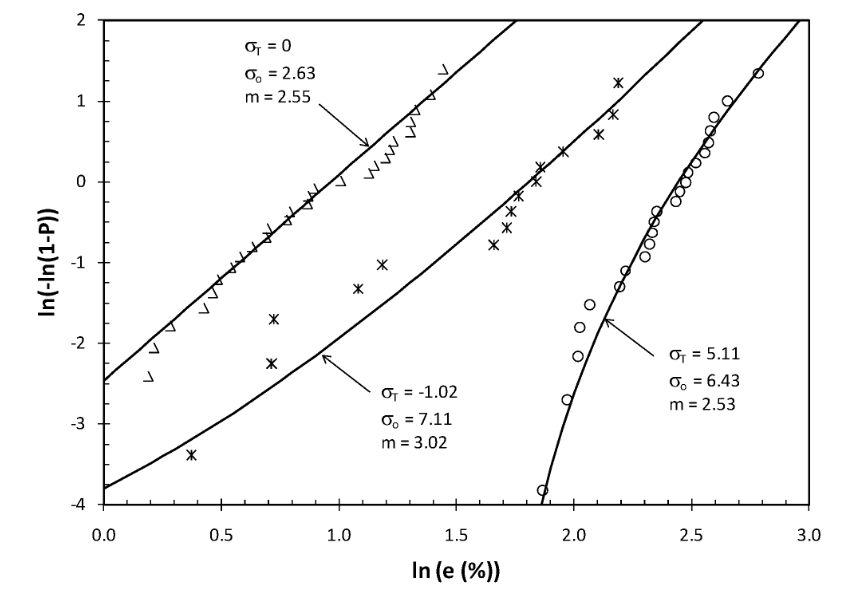 2
1
0
-1
-2
-3
-4
ln(-ln(1-P))
σT = 0
σo = 2.63
m = 2.55
σT = -1.02
σo = 7.11
m = 3.02
σT = 5.11
σo = 6.43
m = 2.53
0.0 0.5 1.0 1.5 2.0 2.5 3.0
ln (e (%))